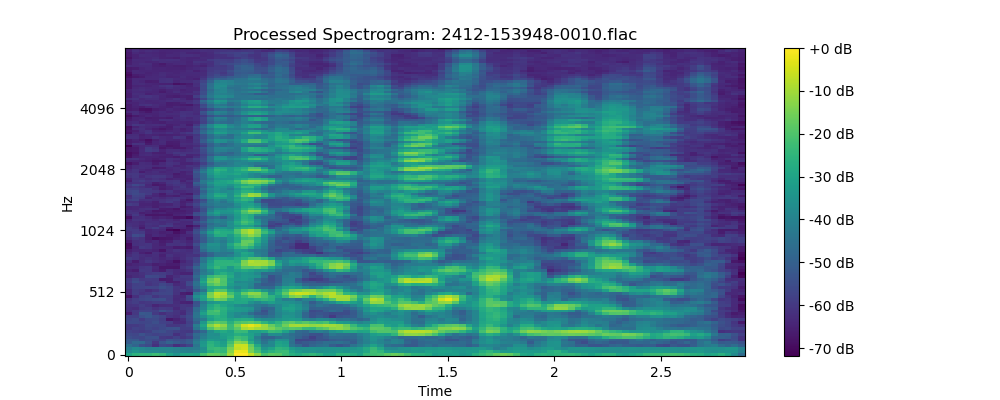 Processed Spectrogram: 2412-153948-0010.flac
Hz
4096
2048
1024
512
0
0
0.5
1
1.5
2
2.5
Time
+0 dB
-10 dB
-20 dB
-30 dB
-40 dB
-50 dB
-60 dB
-70 dB